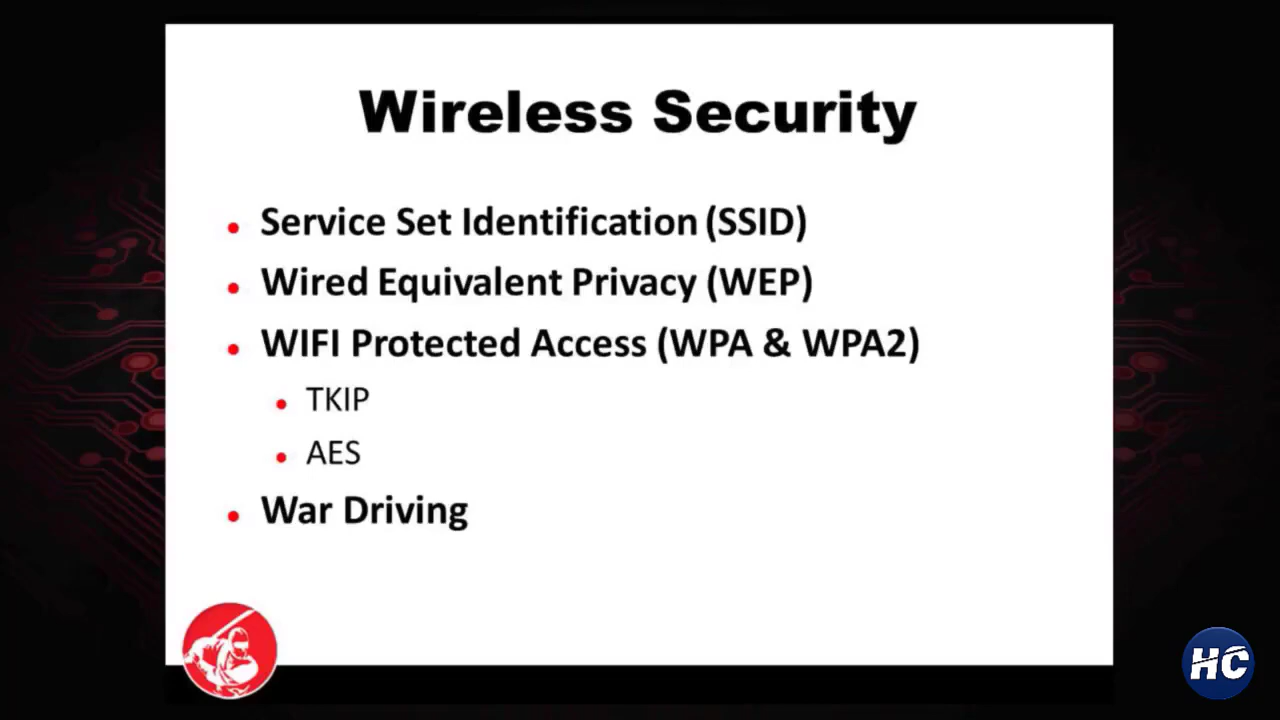 Wireless Security
Service Set Identification (SSID)
Wired Equivalent Privacy (WEP)
WIFI Protected Access (WPA & WPA2)
TKIP
AES
War Driving
HC